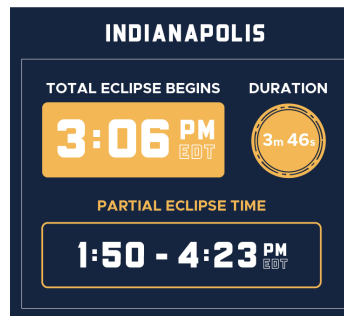 INDIANAPOLIS
TOTAL ECLIPSE BEGINS
3:06 PM EDT
DURATION
3m 46s
PARTIAL ECLIPSE TIME
1:50 - 4:23 PM EDT